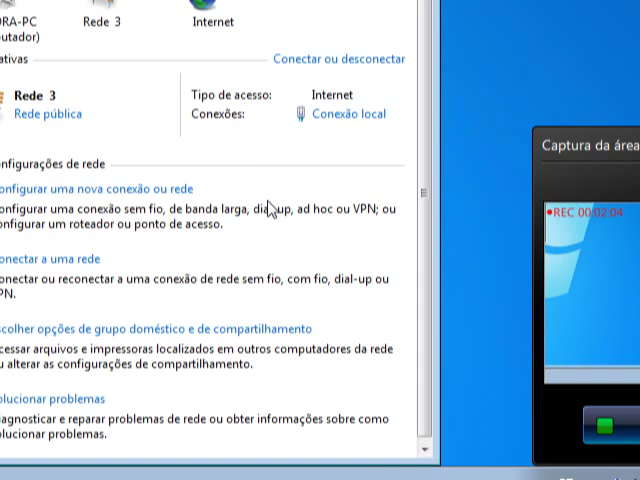 RA-PC
Rede 3
Internet
utador)
ativas
Conectar ou desconectar
Rede 3
Rede pública
Tipo de acesso:
Internet
Conexões:
Conexão local
nfigurações de rede
onfigurar uma nova conexão ou rede
onfigurar uma conexão sem fio, de banda larga, dial-up, ad hoc ou VPN; ou
onfigurar um roteador ou ponto de acesso.
onectar a uma rede
onectar ou reconectar a uma conexão de rede sem fio, com fio, dial-up ou
PN.
scolher opções de grupo doméstico e de compartilhamento
cessar arquivos e impressoras localizados em outros computadores da rede
u alterar as configurações de compartilhamento.
olucionar problemas
iagnosticar e reparar problemas de rede ou obter informações sobre como
olucionar problemas.
Captura da área
REC 00:02:04